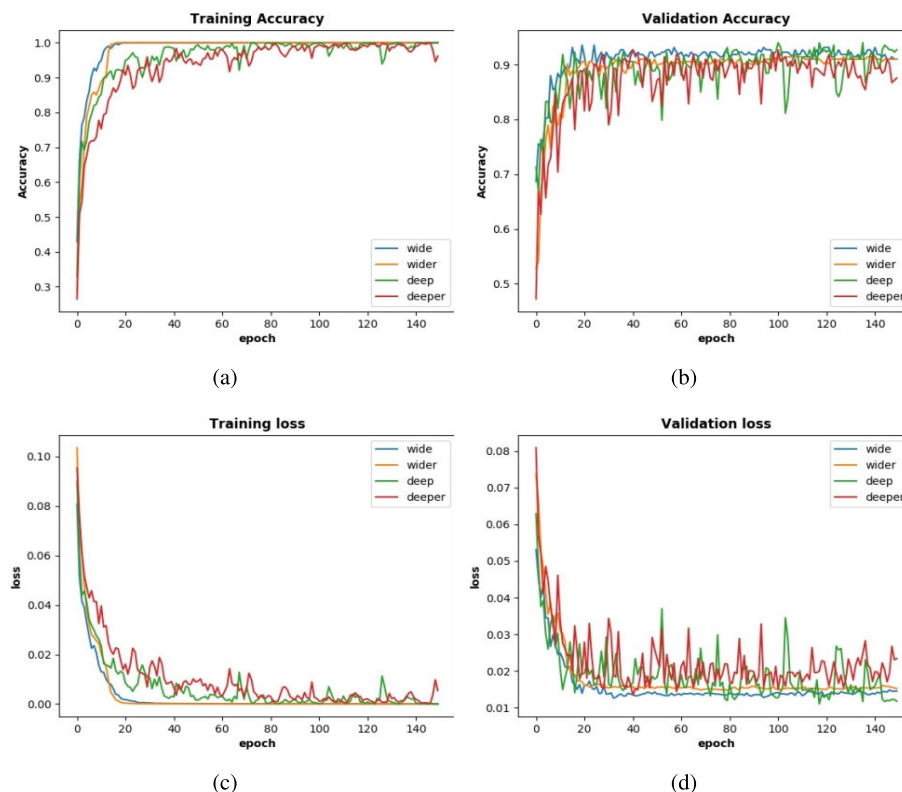 Training Accuracy
Accuracy
1.0
0.9
0.8
0.7
0.6
0.5
0.4
0.3
wide
wider
deep
deeper
0 20 40 60 80 100 120 140
epoch
(a)
Validation Accuracy
Accuracy
0.9
0.8
0.7
0.6
0.5
wide
wider
deep
deeper
0 20 40 60 80 100 120 140
epoch
(b)
Training loss
loss
0.10
0.08
0.06
0.04
0.02
0.00
wide
wider
deep
deeper
0 20 40 60 80 100 120 140
epoch
(c)
Validation loss
loss
0.08
0.07
0.06
0.05
0.04
0.03
0.02
0.01
wide
wider
deep
deeper
0 20 40 60 80 100 120 140
epoch
(d)